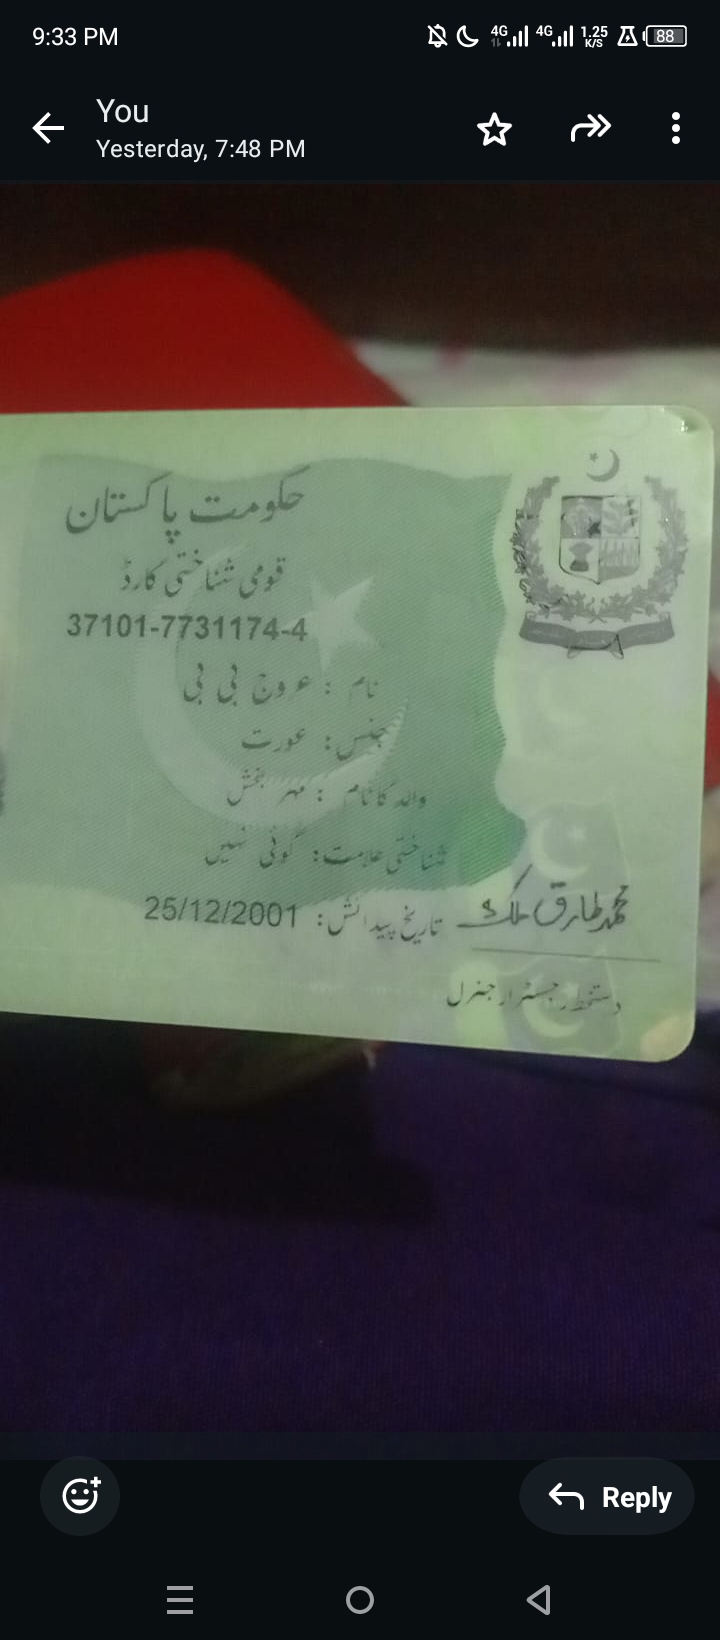 9:33 PM
4G 4G 1.25 K/S 88
You
Yesterday, 7:48 PM
حکومت پاکستان
قومی شناختی کارڈ
37101-7731174-4
نام : عروج بی بی
جنس: عورت
والد کا نام : مہر بخش
شناختی علامت: کوئی نہیں
تاریخ پیدائش: 25/12/2001
محمد طارق ملک
دستخط رجسٹرار جنرل
Reply